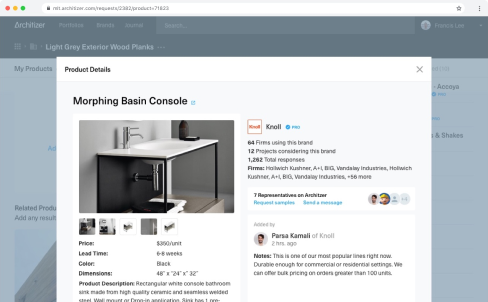 nlt.architizer.com/requests/2382/product=71823
Architizer
Portfolio Brands Journal
Search...
Francis Lee
Light Grey Exterior Wood Planks
My Products
Product Details
- Accoya
PRO
s & Shakes
Related Produ
Add any result
Morphing Basin Console
Knoll Knoll PRO
64 Firms using this brand
12 Projects considering this brand
1,262 Total responses
Firms: Hollwich Kushner, A+I, BIG, Vandalay Industries, Hollwich
Kushner, A+I, BIG, Vandalay Industries, +56 more
7 Representatives on Architizer
Request samples Send a message
Added by
Parsa Kamali of Knoll
2 hrs. ago
Notes: This is one of our most popular lines right now.
Durable enough for commercial or residential settings. We
can offer bulk pricing on orders greater than 100 units.
Price: $350/unit
Lead Time: 6-8 weeks
Color: Black
Dimensions: 48" x "24" x" 32"
Product Description: Rectangular white console bathroom
sink made from high quality ceramic and seamless welded
steel. Wall mount or Drop-in application. Sink has 1 pre-